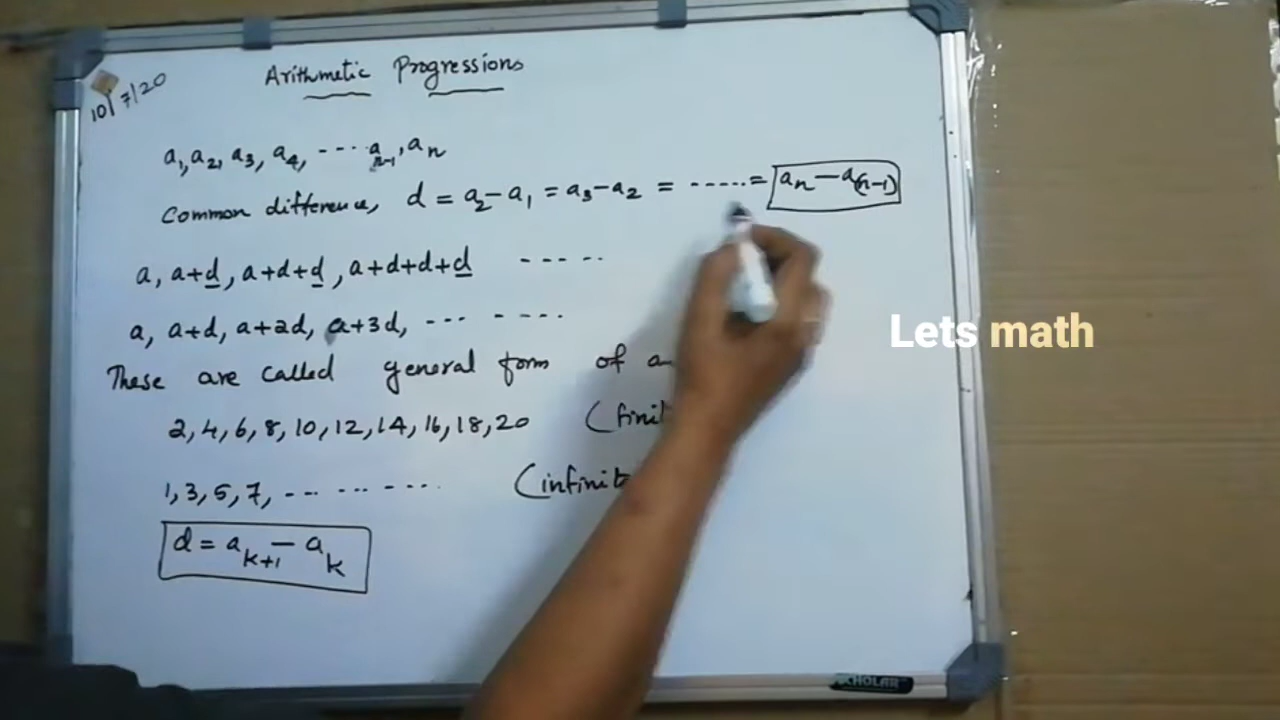 10/7/20
Arithmetic Progressions
a₁, a₂, a₃, a₄, ---- aₙ₋₁, aₙ
Common difference, d = a₂-a₁ = a₃-a₂ = ----- = aₙ-a₍ₙ₋₁₎
a, a+d, a+d+d, a+d+d+d -----
a, a+d, a+2d, a+3d, --- ----
These are called general form of
2, 4, 6, 8, 10, 12, 14, 16, 18, 20 (finit
1, 3, 5, 7, --- --- ---- (infinit
d = aₖ₊₁ - aₖ
Lets math
SCHOLAR